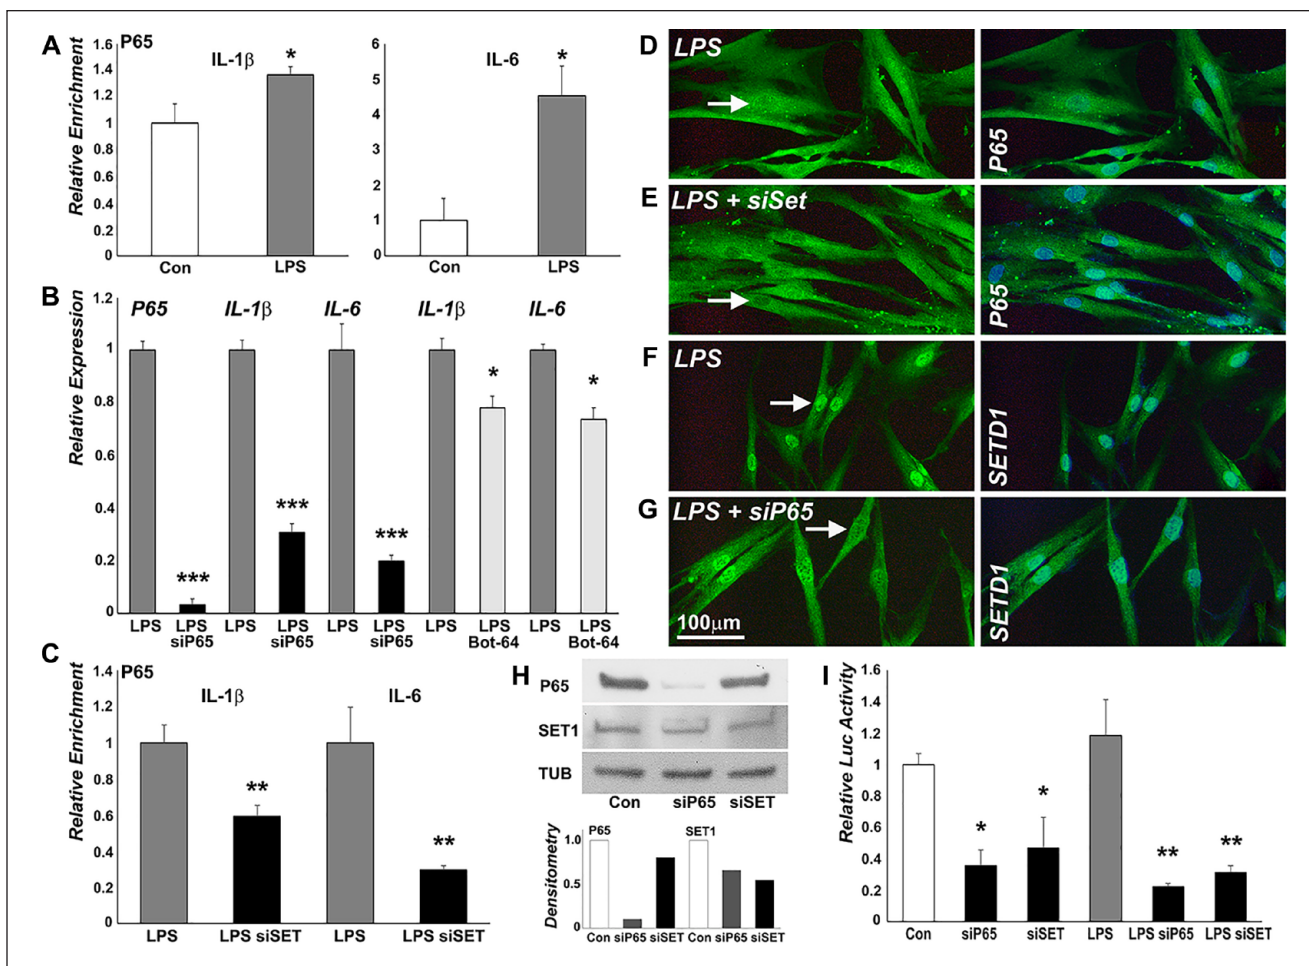 A
P65
IL-1β
*
Relative Enrichment
1.6
1.4
1.2
1
0.8
0.6
0.4
0.2
0
Con
LPS
IL-6
*
6
5
4
3
2
1
0
Con
LPS
B
Relative Expression
1.2
1
0.8
0.6
0.4
0.2
0
P65
IL-1β
IL-6
IL-1β
IL-6
***
***
***
*
*
LPS
LPS siP65
LPS
LPS siP65
LPS
LPS siP65
LPS
LPS Bot-64
LPS
LPS Bot-64
C
P65
Relative Enrichment
1.4
1.2
1
0.8
0.6
0.4
0.2
0
IL-1β
IL-6
**
**
LPS
LPS siSET
LPS
LPS siSET
D
LPS
P65
E
LPS + siSet
P65
F
LPS
SETD1
G
LPS + siP65
100μm
SETD1
H
P65
SET1
TUB
Con
siP65
siSET
Densitometry
P65
SET1
1.0
0.5
0
Con siP65 siSET Con siP65 siSET
I
Relative Luc Activity
1.6
1.4
1.2
1
0.8
0.6
0.4
0.2
0
*
*
**
**
Con
siP65
siSET
LPS
LPS siP65
LPS siSET